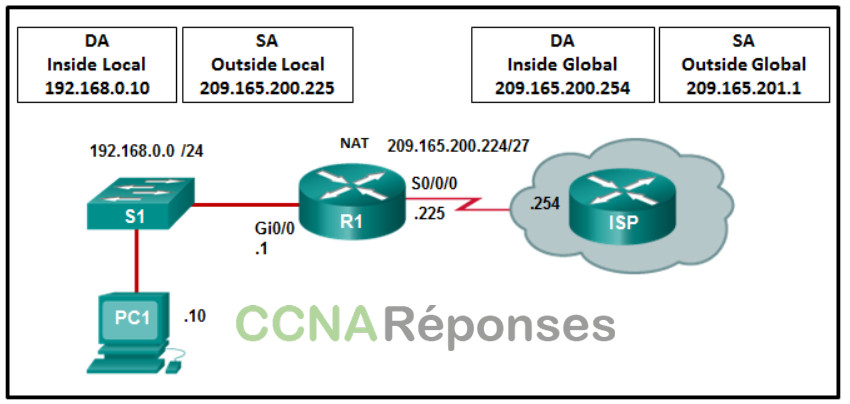 DA
Inside Local
192.168.0.10
SA
Outside Local
209.165.200.225
DA
Inside Global
209.165.200.254
SA
Outside Global
209.165.201.1
192.168.0.0 /24
NAT
209.165.200.224/27
S1
Gi0/0
.1
R1
S0/0/0
.225
.254
ISP
PC1
.10
CCNA Réponses